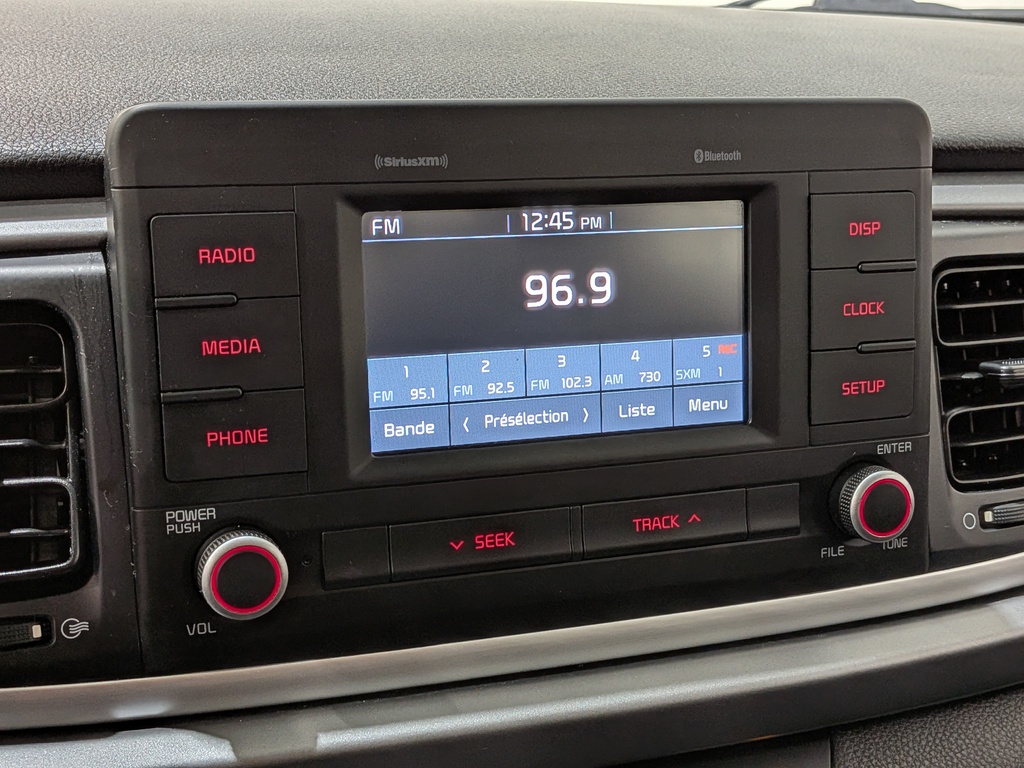 ((SiriusXM)) Bluetooth
RADIO
MEDIA
PHONE
FM 12:45 PM
96.9
1 2 3 4 5 REC
FM 95.1 FM 92.5 FM 102.3 AM 730 SXM 1
Bande ⟨ Présélection ⟩ Liste Menu
DISP
CLOCK
SETUP
POWER
PUSH
VOL
SEEK
TRACK
ENTER
FILE TUNE